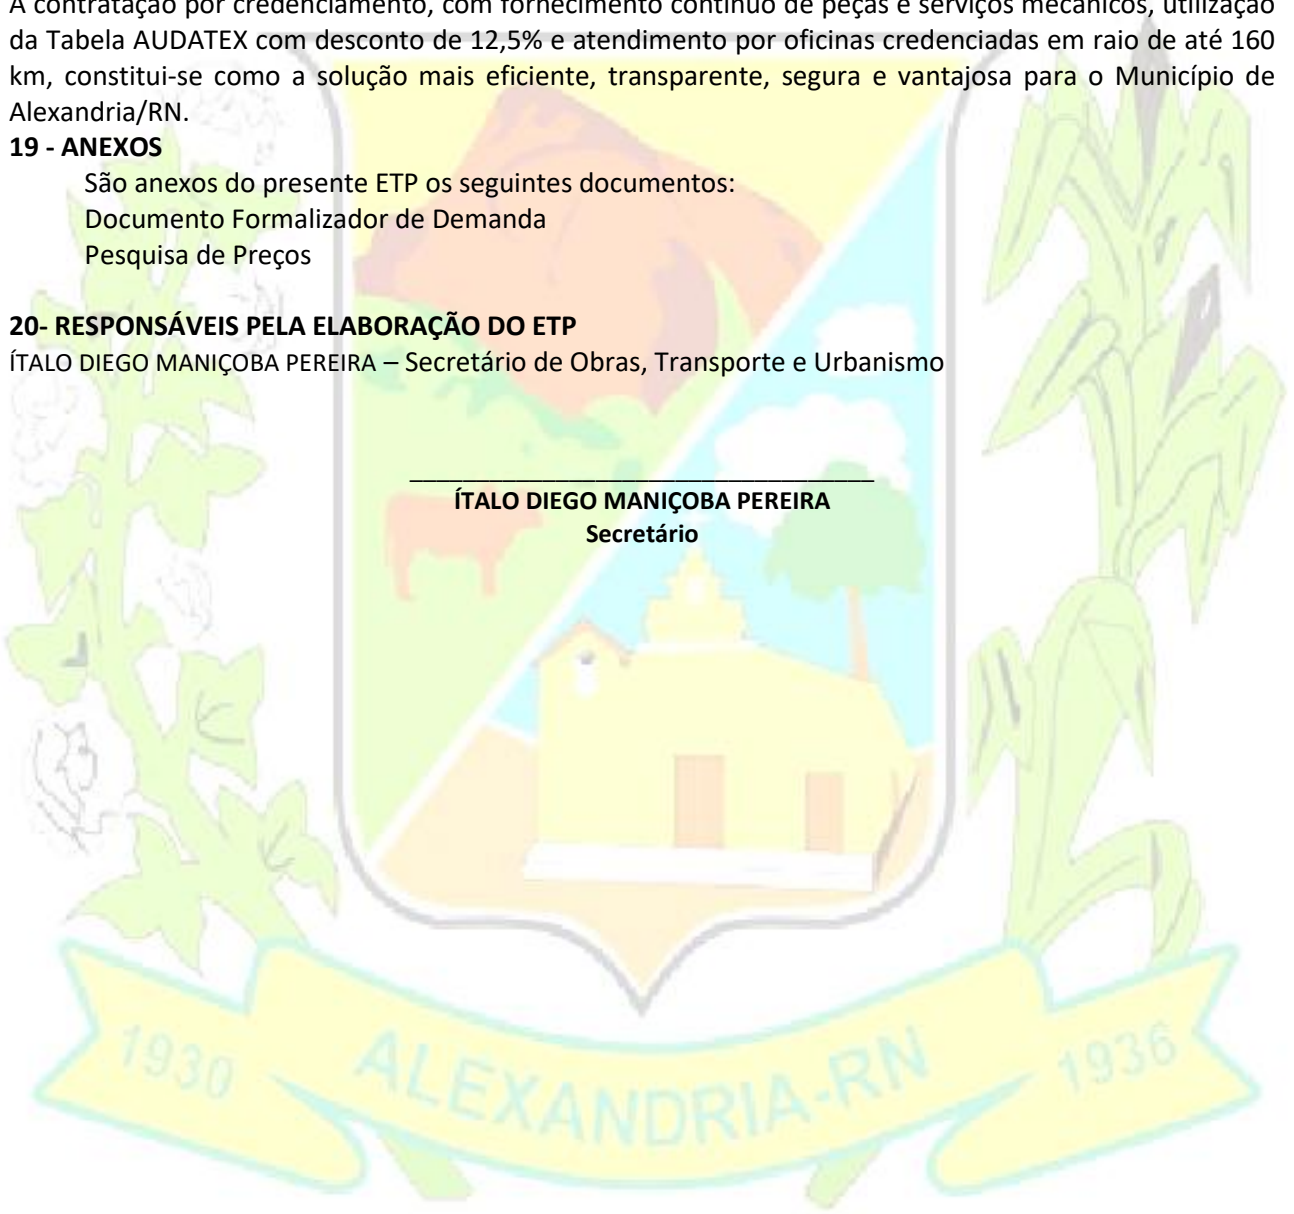 A contratação por credenciamento, com fornecimento contínuo de peças e serviços mecânicos, utilização
da Tabela AUDATEX com desconto de 12,5% e atendimento por oficinas credenciadas em raio de até 160
km, constitui-se como a solução mais eficiente, transparente, segura e vantajosa para o Município de
Alexandria/RN.
19 - ANEXOS
São anexos do presente ETP os seguintes documentos:
Documento Formalizador de Demanda
Pesquisa de Preços
20- RESPONSÁVEIS PELA ELABORAÇÃO DO ETP
ÍTALO DIEGO MANIÇOBA PEREIRA – Secretário de Obras, Transporte e Urbanismo
ÍTALO DIEGO MANIÇOBA PEREIRA
Secretário
1930 ALEXANDRIA-RN 1936